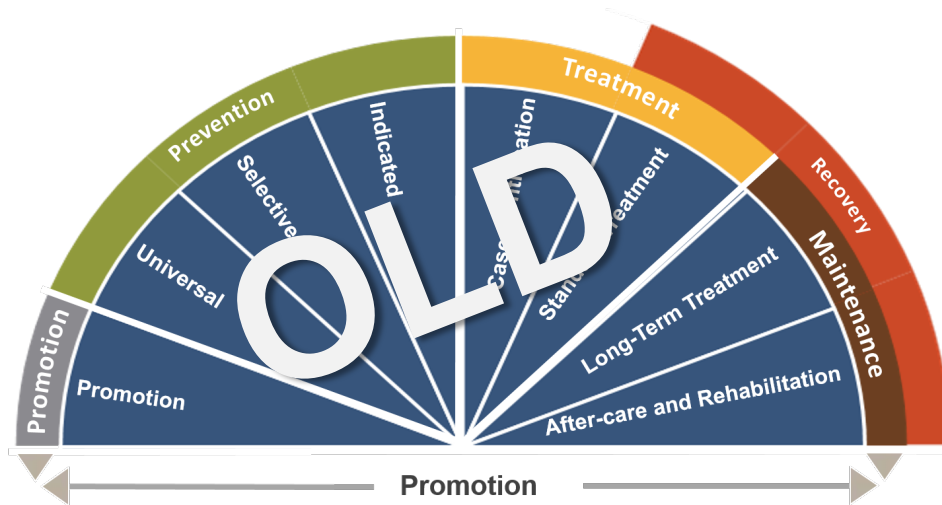 Promotion
Prevention
Treatment
Recovery
Maintenance
Promotion
Universal
Selective
Indicated
OLD
Long-Term Treatment
After-care and Rehabilitation
Promotion